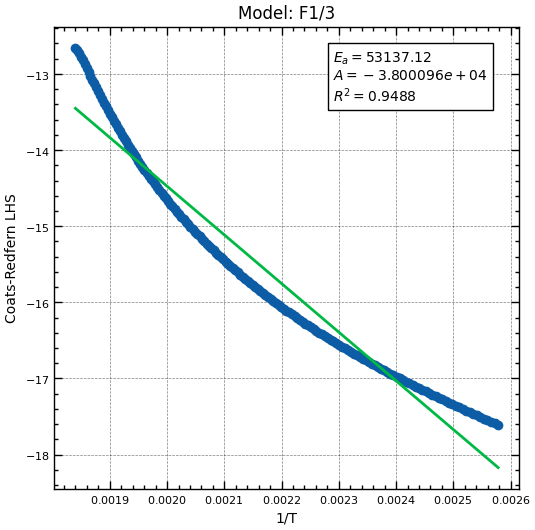 Model: F1/3
E_a = 53137.12
A = −3.800096e + 04
R² = 0.9488
Coats-Redfern LHS
−13
−14
−15
−16
−17
−18
0.0019 0.0020 0.0021 0.0022 0.0023 0.0024 0.0025 0.0026
1/T